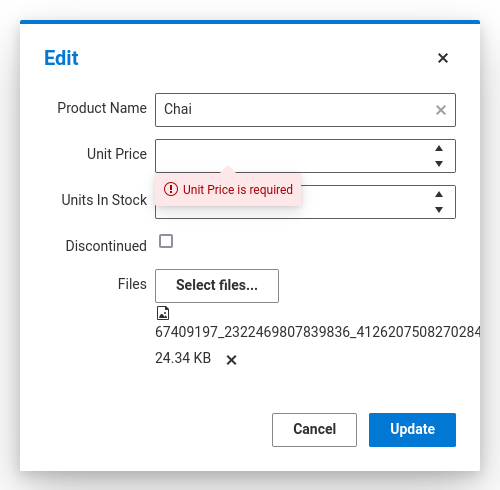 Edit
Product Name Chai
Unit Price
Unit Price is required
Units In Stock
Discontinued
Files Select files...
67409197_2322469807839836_4126207508270284
24.34 KB
Cancel Update